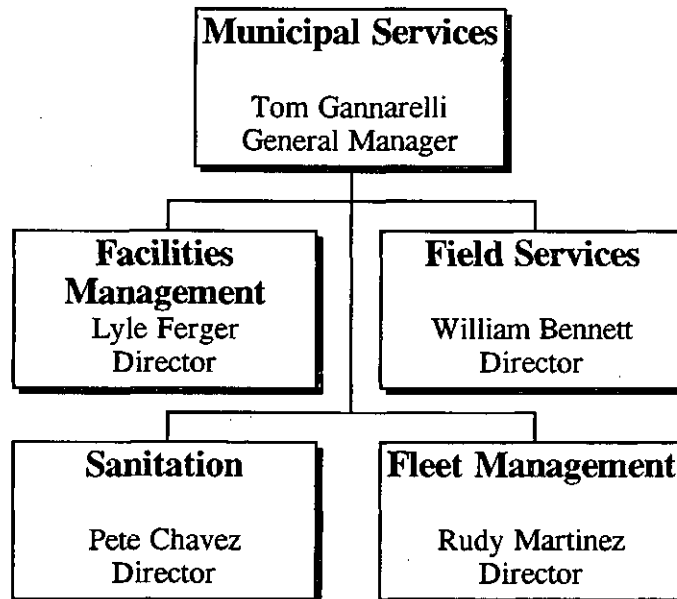 Municipal Services
Tom Gannarelli
General Manager
Facilities
Management
Lyle Ferger
Director
Field Services
William Bennett
Director
Sanitation
Pete Chavez
Director
Fleet Management
Rudy Martinez
Director